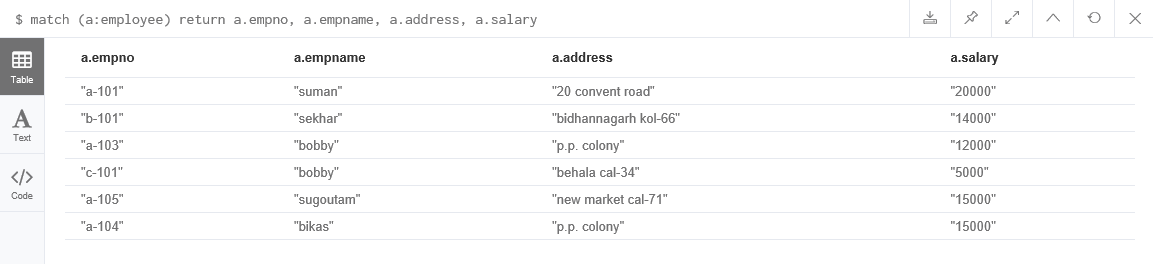 $ match (a:employee) return a.empno, a.empname, a.address, a.salary
a.empno a.empname a.address a.salary
Table
"a-101" "suman" "20 convent road" "20000"
"b-101" "sekhar" "bidhannagarh kol-66" "14000"
Text
"a-103" "bobby" "p.p. colony" "12000"
"c-101" "bobby" "behala cal-34" "5000"
Code
"a-105" "sugoutam" "new market cal-71" "15000"
"a-104" "bikas" "p.p. colony" "15000"